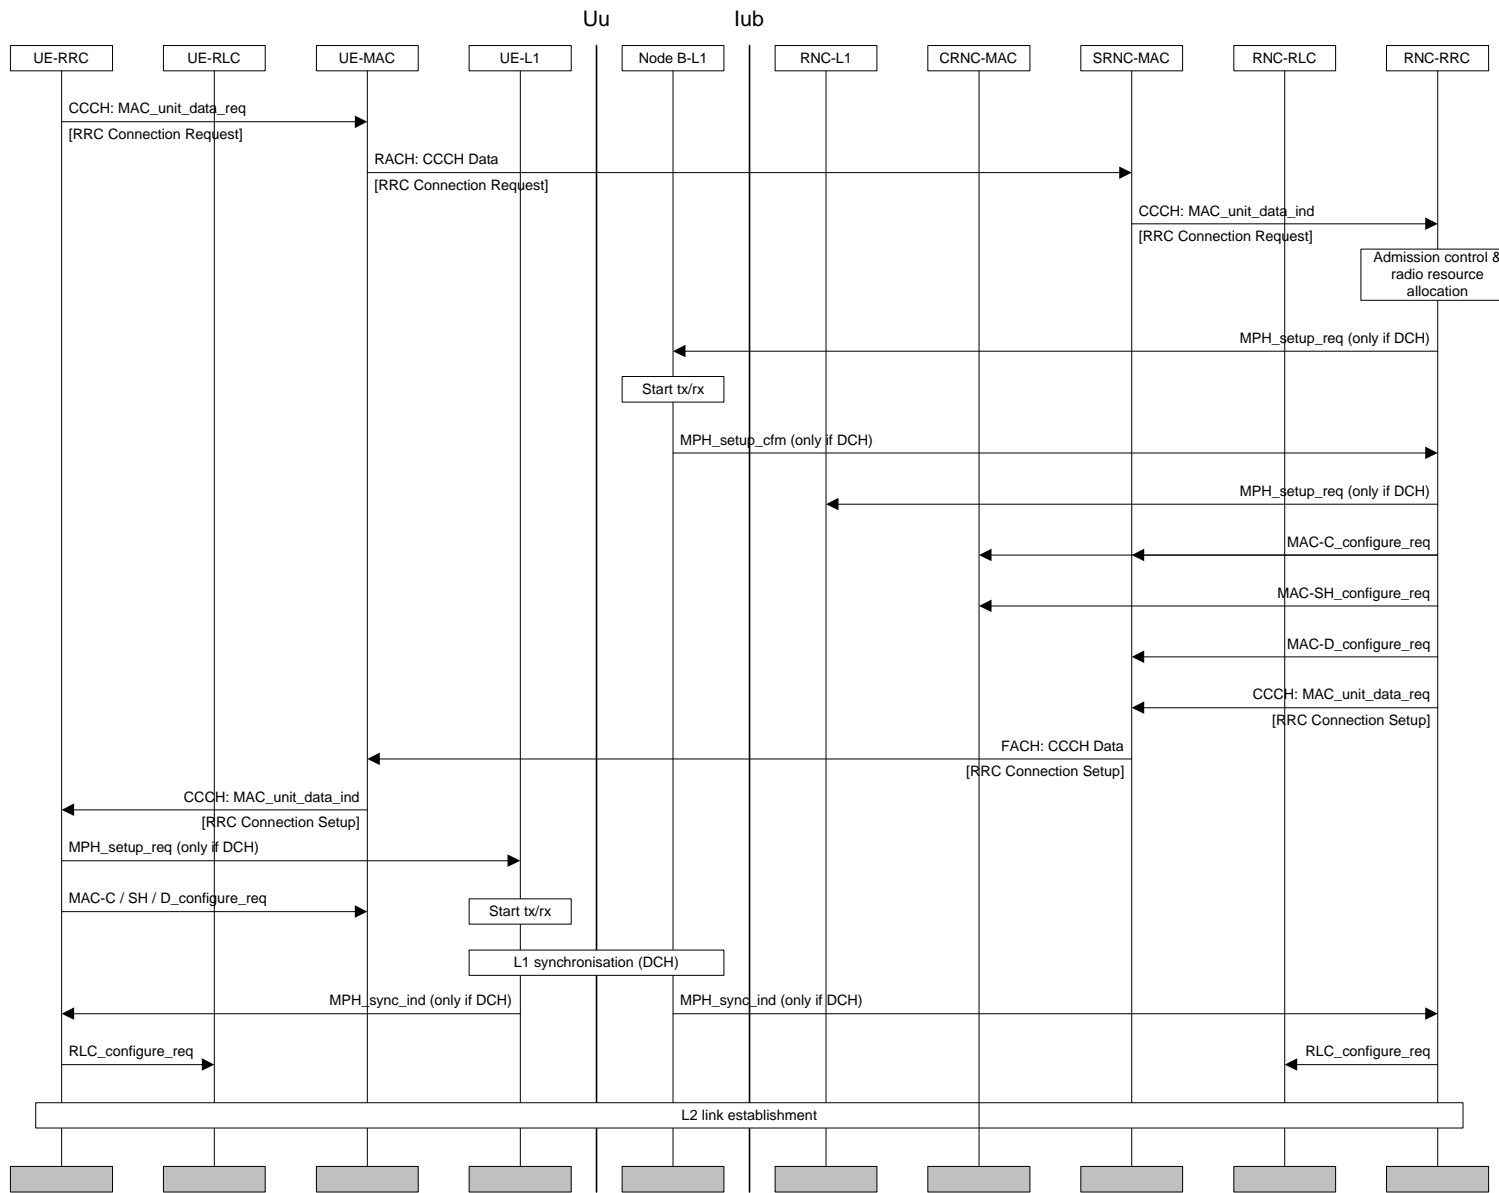 Uu
Iub
UE-RRC
UE-RLC
UE-MAC
UE-L1
Node B-L1
RNC-L1
CRNC-MAC
SRNC-MAC
RNC-RLC
RNC-RRC
CCCH: MAC_unit_data_req
[RRC Connection Request]
RACH: CCCH Data
[RRC Connection Request]
CCCH: MAC_unit_data_ind
[RRC Connection Request]
Admission control &
radio resource
allocation
MPH_setup_req (only if DCH)
Start tx/rx
MPH_setup_cfm (only if DCH)
MPH_setup_req (only if DCH)
MAC-C_configure_req
MAC-SH_configure_req
MAC-D_configure_req
CCCH: MAC_unit_data_req
[RRC Connection Setup]
FACH: CCCH Data
[RRC Connection Setup]
CCCH: MAC_unit_data_ind
[RRC Connection Setup]
MPH_setup_req (only if DCH)
MAC-C / SH / D_configure_req
Start tx/rx
L1 synchronisation (DCH)
MPH_sync_ind (only if DCH)
MPH_sync_ind (only if DCH)
RLC_configure_req
RLC_configure_req
L2 link establishment